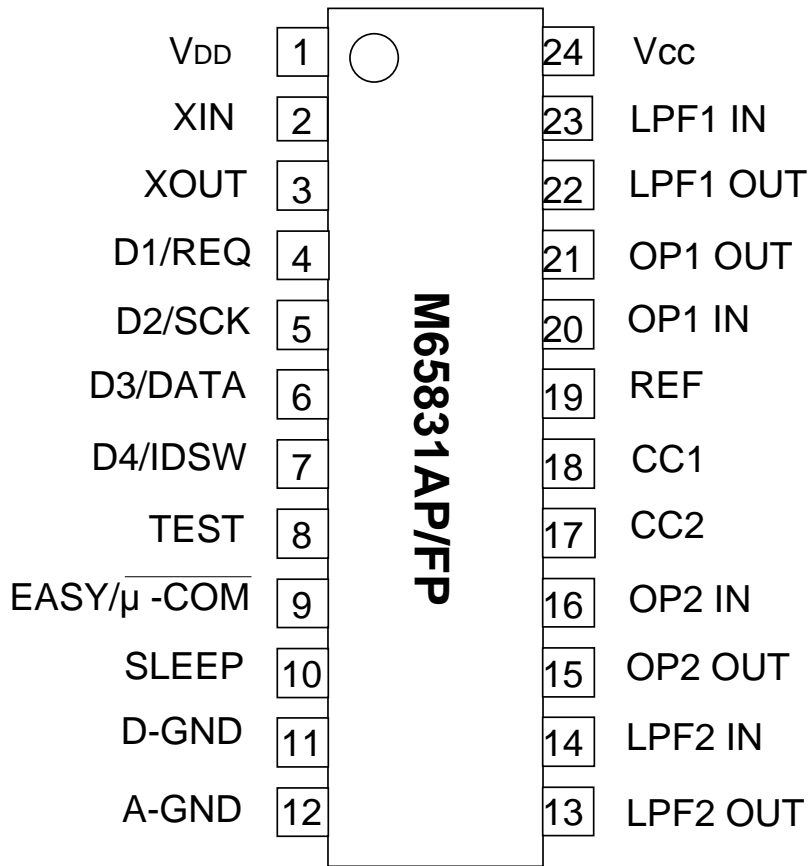 VDD 1 24 Vcc
XIN 2 23 LPF1 IN
XOUT 3 22 LPF1 OUT
D1/REQ 4 21 OP1 OUT
D2/SCK 5 20 OP1 IN
D3/DATA 6 19 REF
D4/IDSW 7 18 CC1
TEST 8 17 CC2
EASY/µ -COM 9 16 OP2 IN
SLEEP 10 15 OP2 OUT
D-GND 11 14 LPF2 IN
A-GND 12 13 LPF2 OUT
M65831AP/FP